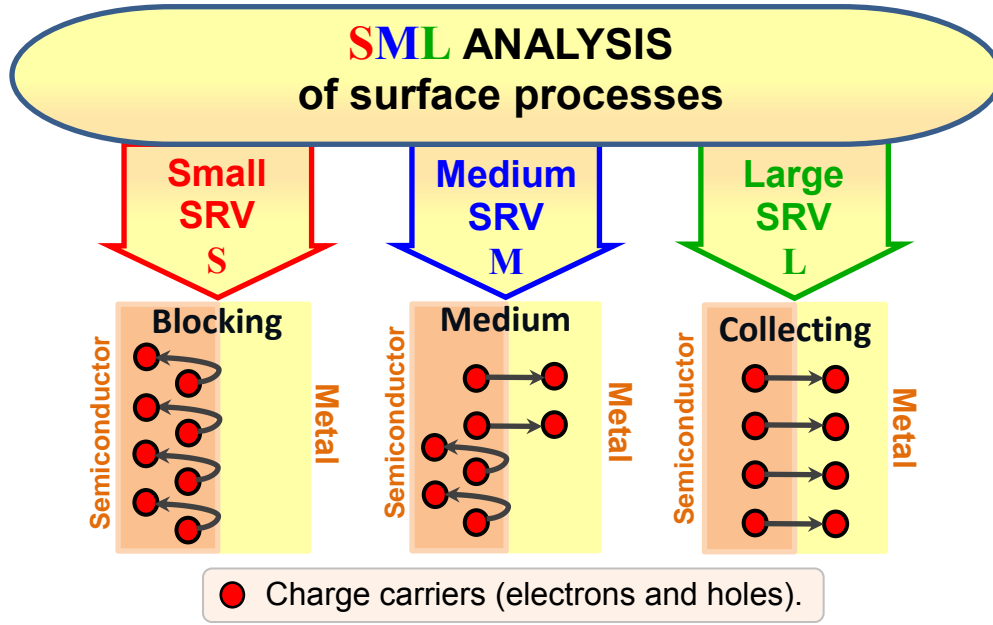 SML ANALYSIS
of surface processes
Small
SRV
S
Medium
SRV
M
Large
SRV
L
Blocking
Semiconductor
Metal
Medium
Semiconductor
Metal
Collecting
Semiconductor
Metal
Charge carriers (electrons and holes).